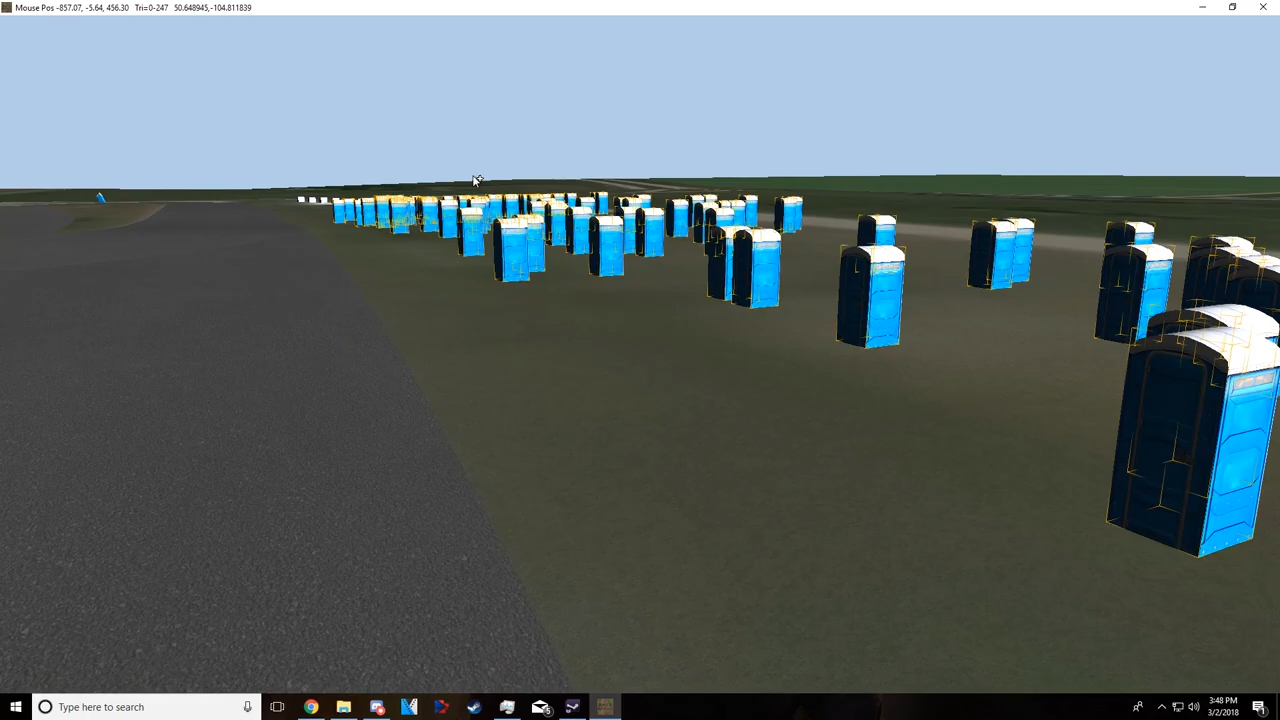 Mouse Pos -857.07, -5.64, 456.30 Tri=0-247 50.648945,-104.811839
Type here to search
3:48 PM
3/2/2018